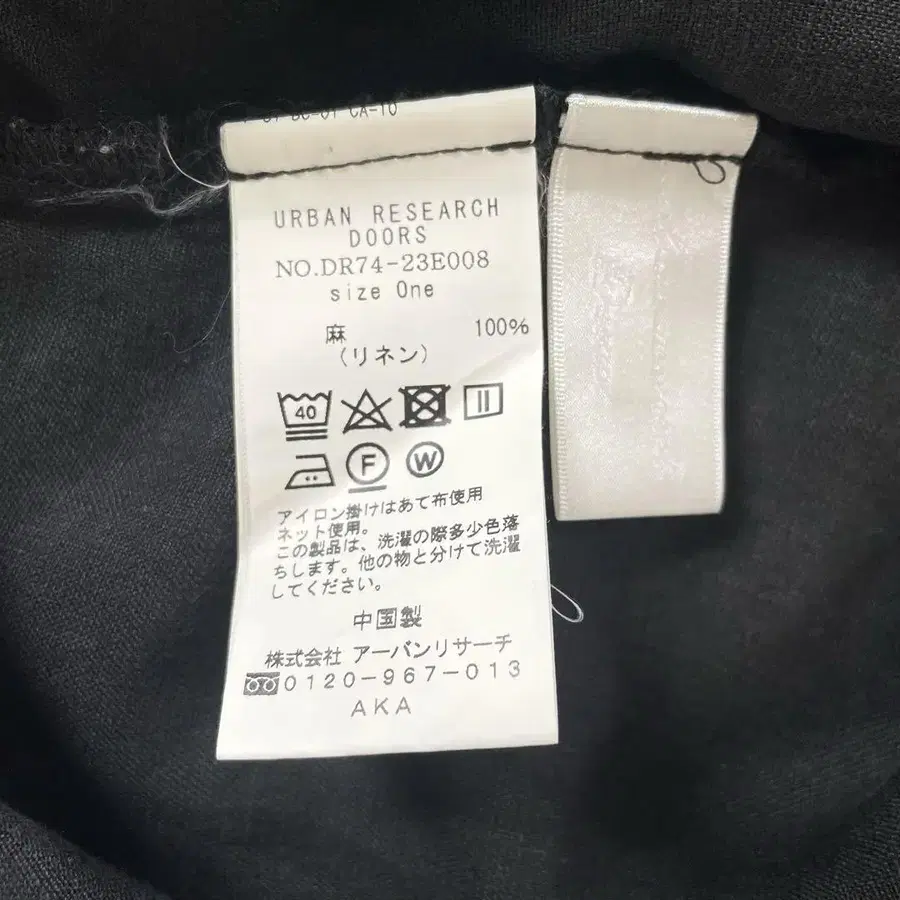 URBAN RESEARCH
DOORS
NO.DR74-23E008
size One
麻 100%
(リネン)
40
F W
アイロン掛けはあて布使用
ネット使用。
この製品は、洗濯の際多少色落
ちします。他の物と分けて洗濯
してください。
中国製
株式会社 アーバンリサーチ
0120-967-013
AKA